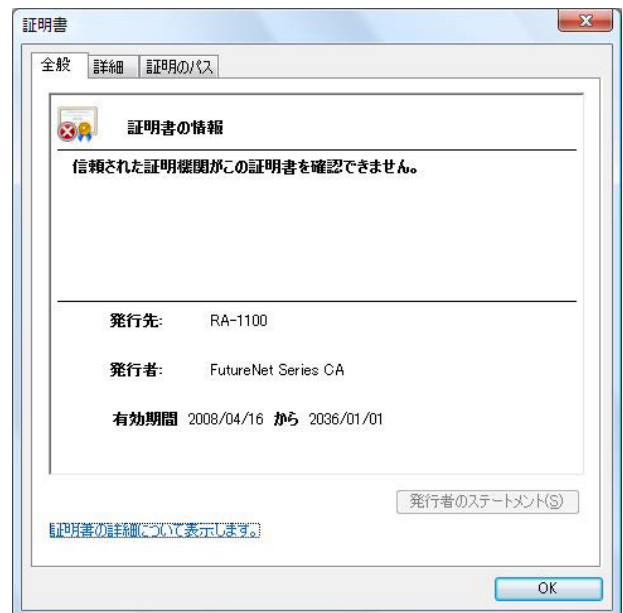 証明書
全般 詳細 証明のパス
証明書の情報
信頼された証明機関がこの証明書を確認できません。
発行先: RA-1100
発行者: FutureNet Series CA
有効期間 2008/04/16 から 2036/01/01
発行者のステートメント(S)
証明書の詳細について表示します。
OK